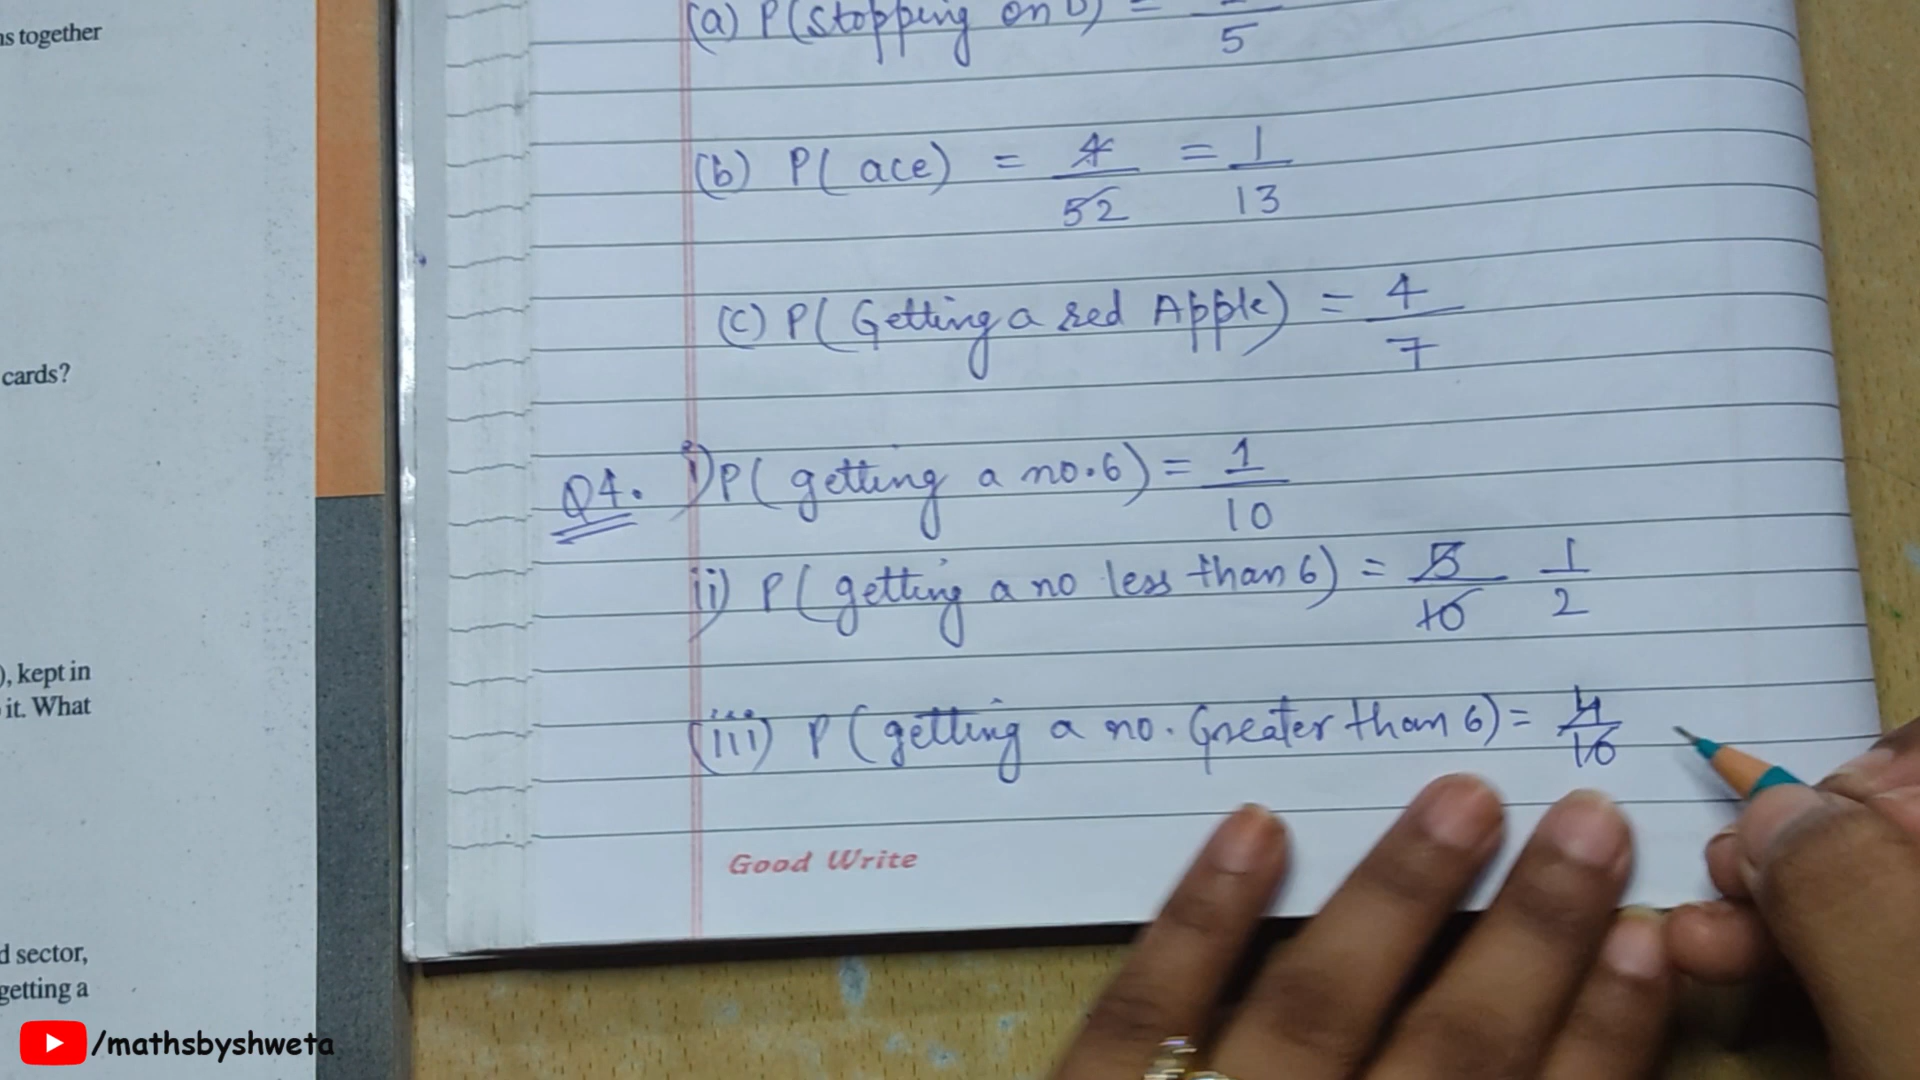 ns together
cards?
), kept in
it. What
d sector,
getting a
(a) P(stopping on D) = 5
(b) P( ace) = 4/52 = 1/13
(c) P( Getting a red Apple) = 4/7
Q4. i) P( getting a no.6) = 1/10
ii) P( getting a no less than 6) = 5/10 1/2
(iii) P( getting a no. Greater than 6) = 4/10
Good Write
/mathsbyshweta